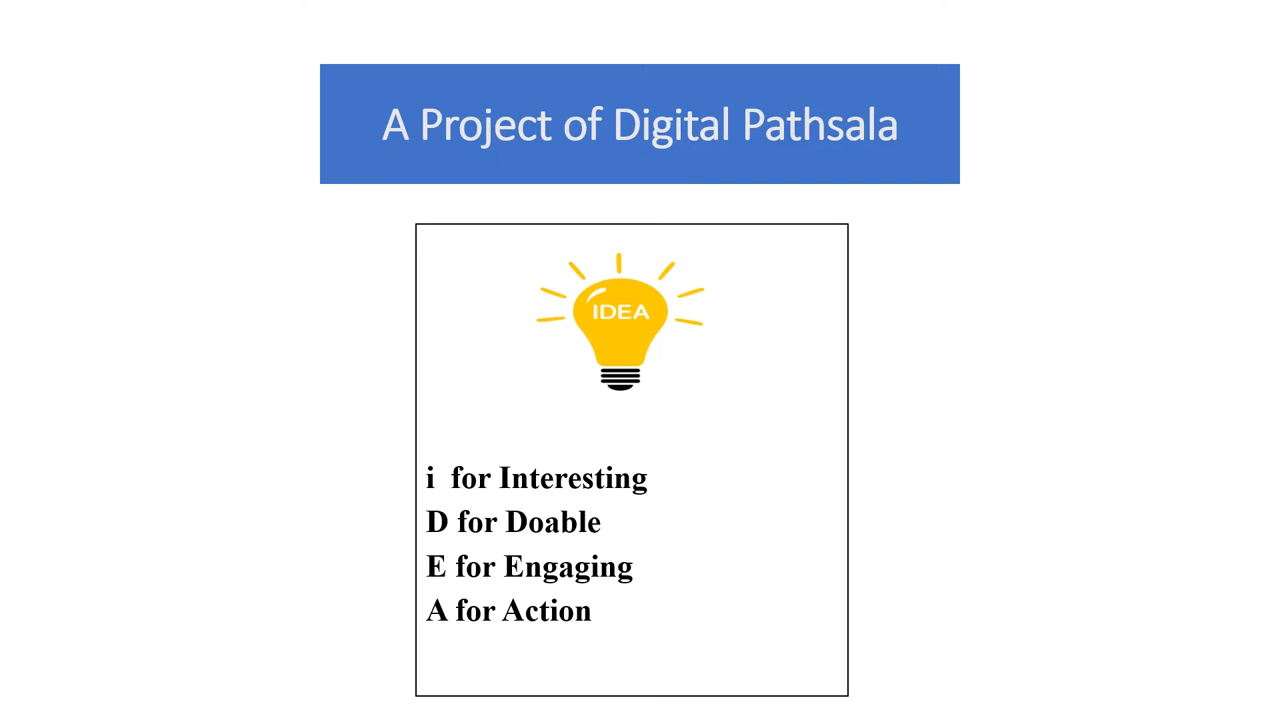 A Project of Digital Pathsala
IDEA
i for Interesting
D for Doable
E for Engaging
A for Action